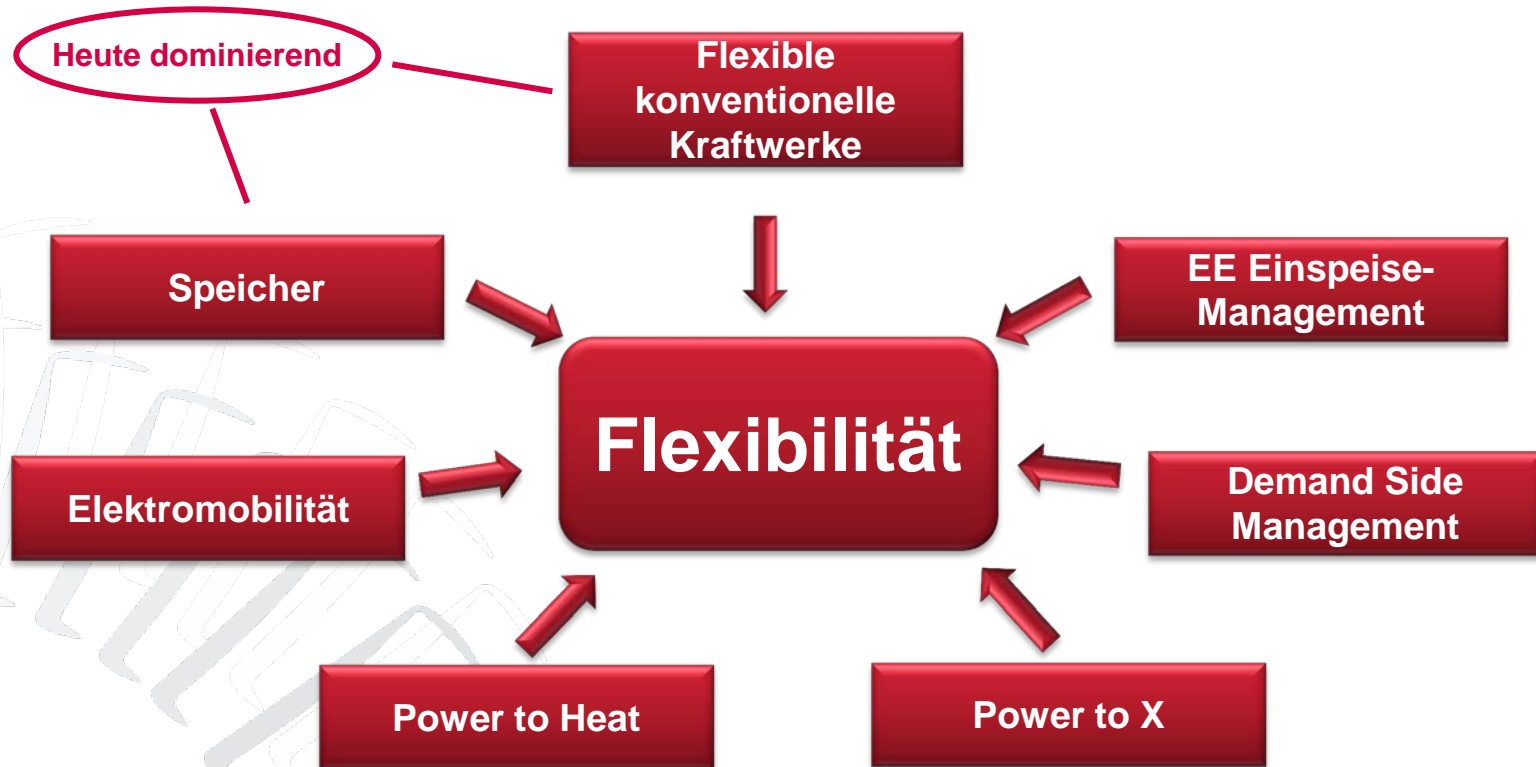 Heute dominierend
Flexible
konventionelle
Kraftwerke
Speicher
EE Einspeise-
Management
Flexibilität
Elektromobilität
Demand Side
Management
Power to Heat
Power to X